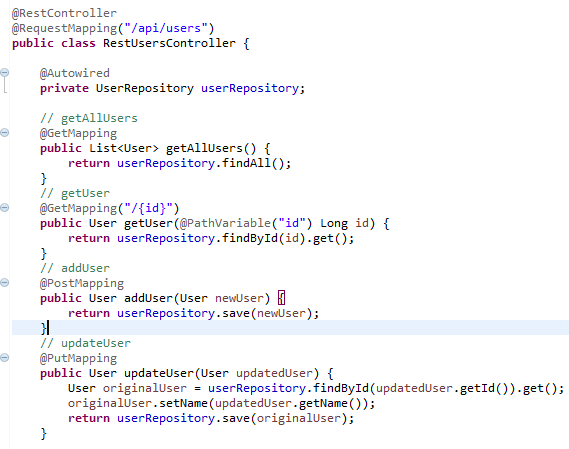 @RestController
@RequestMapping("/api/users")
public class RestUsersController {
@Autowired
private UserRepository userRepository;
// getAllUsers
@GetMapping
public List<User> getAllUsers() {
return userRepository.findAll();
}
// getUser
@GetMapping("/{id}")
public User getUser(@PathVariable("id") Long id) {
return userRepository.findById(id).get();
}
// addUser
@PostMapping
public User addUser(User newUser) {
return userRepository.save(newUser);
}
// updateUser
@PutMapping
public User updateUser(User updatedUser) {
User originalUser = userRepository.findById(updatedUser.getId()).get();
originalUser.setName(updatedUser.getName());
return userRepository.save(originalUser);
}